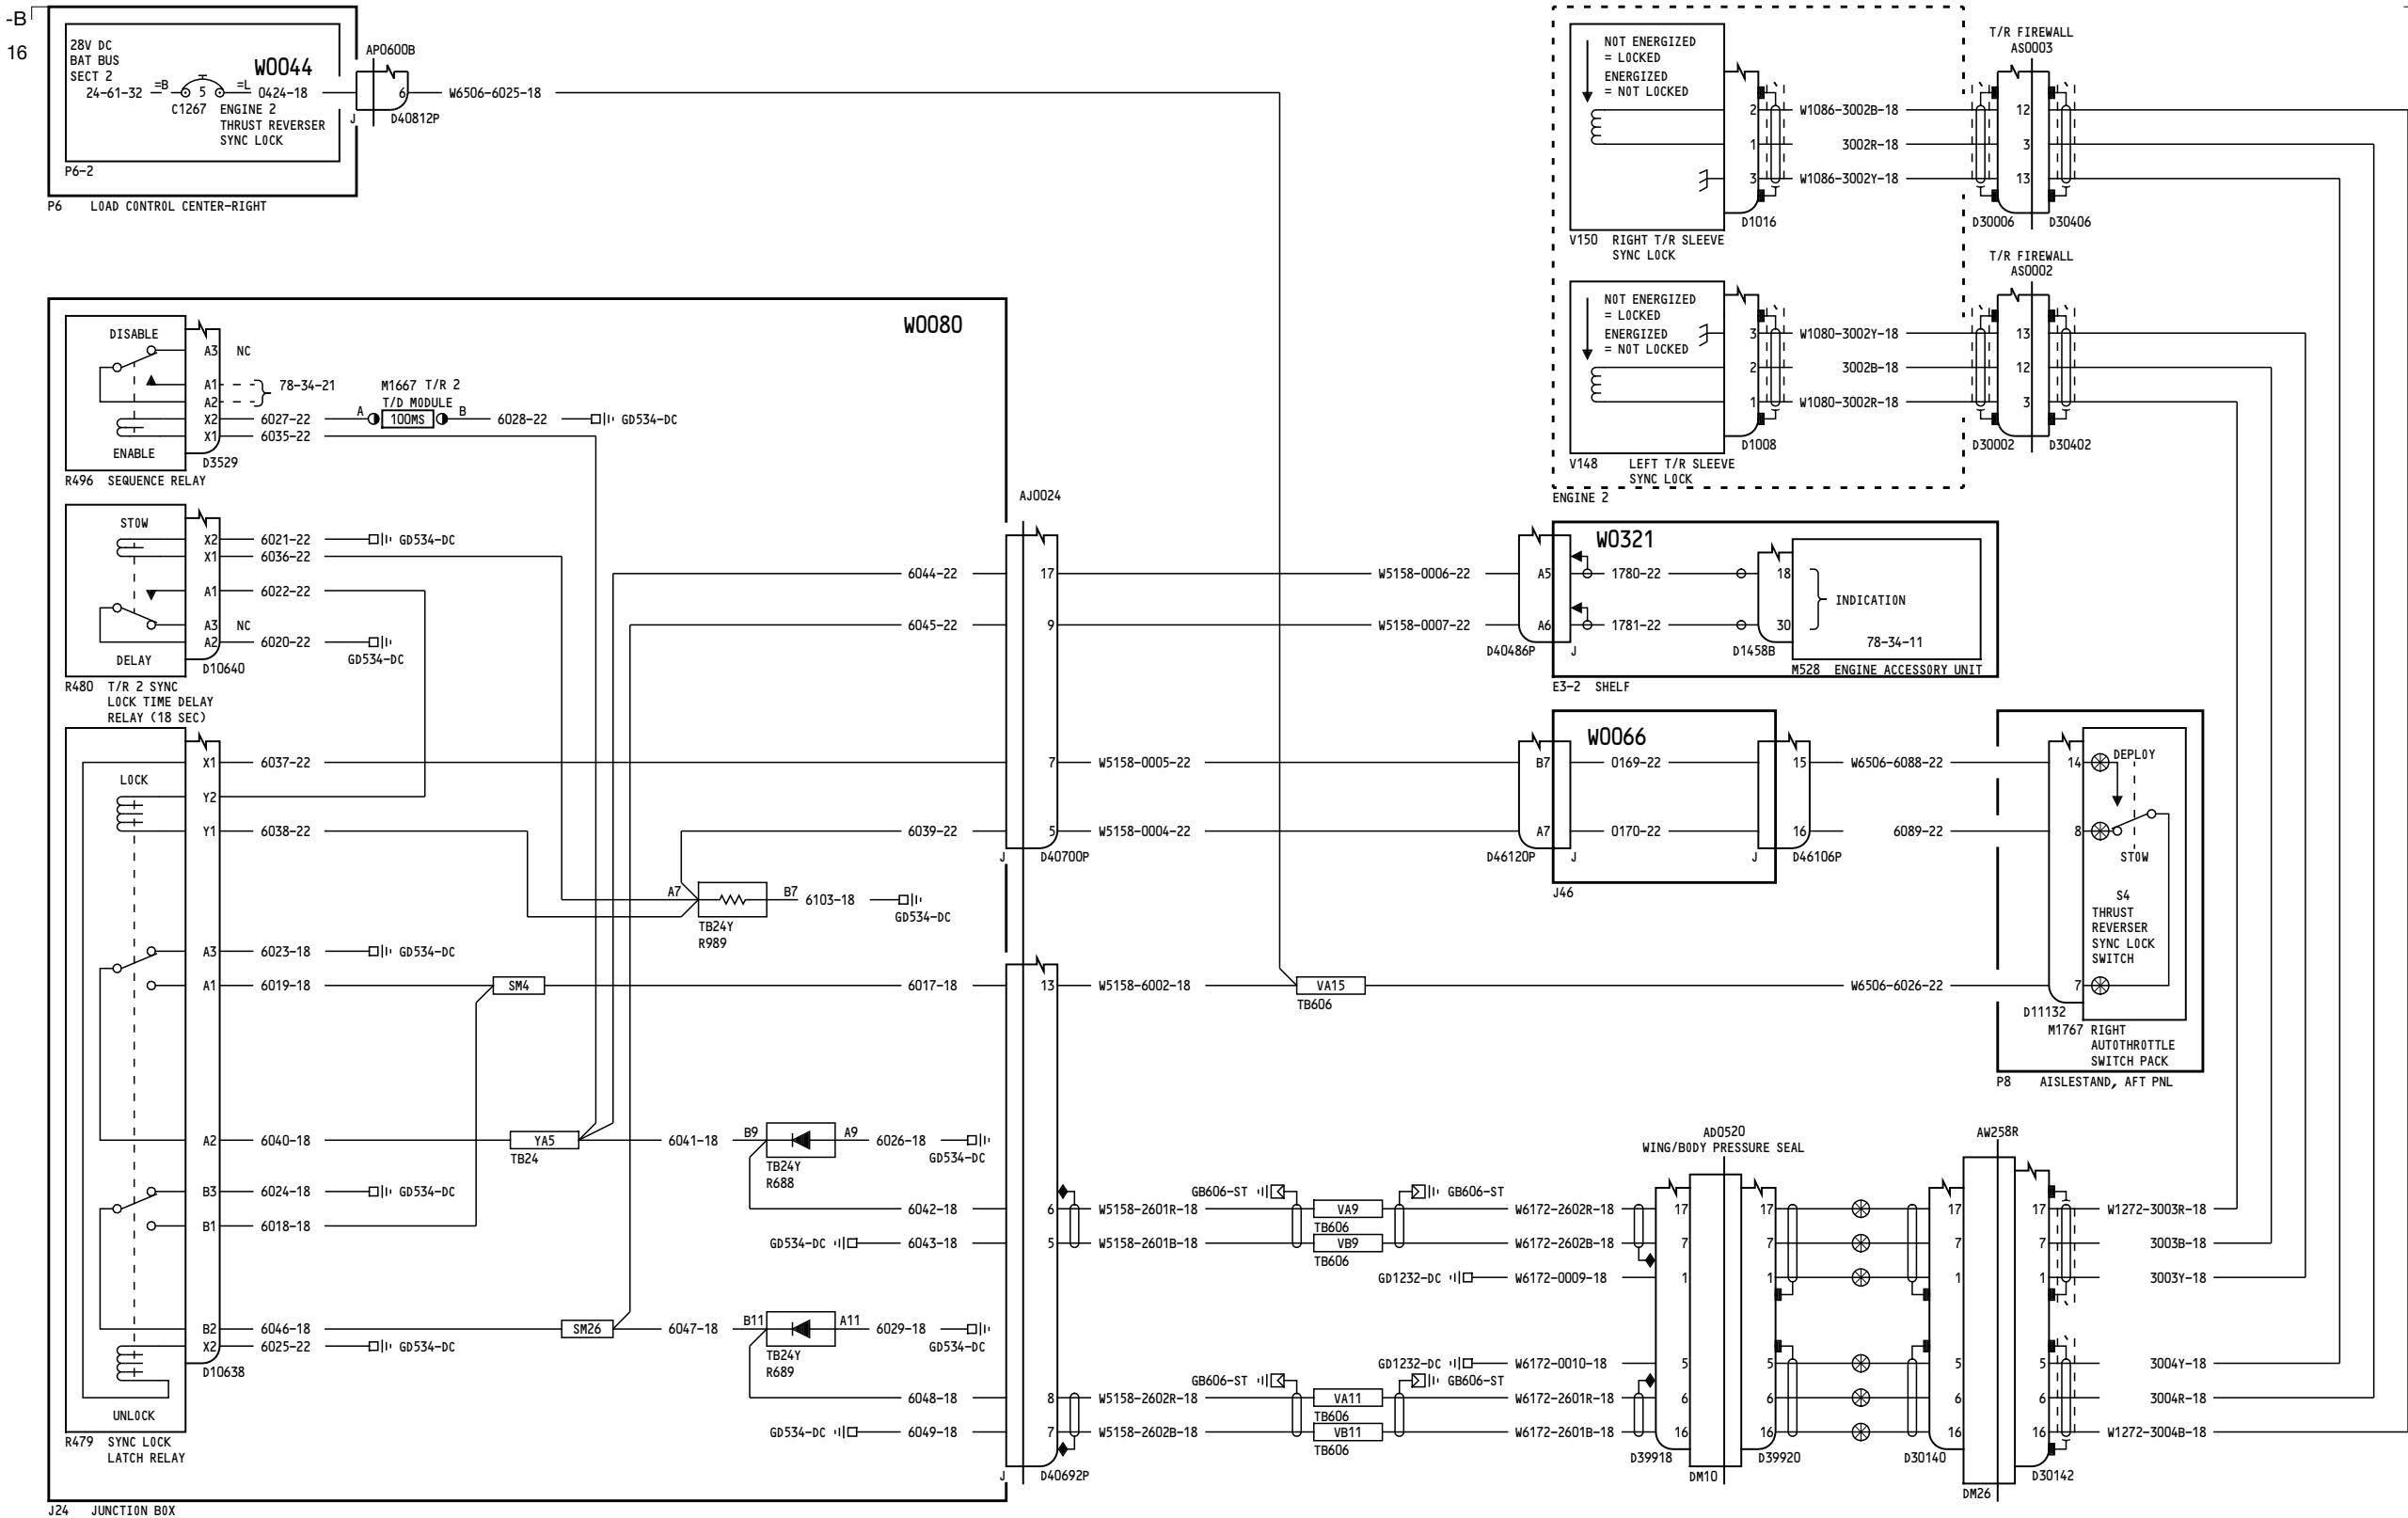 -B
16
28V DC
BAT BUS
SECT 2
24-61-32
=B
5
=L
W0044
0424-18
C1267
ENGINE 2
THRUST REVERSER
SYNC LOCK
P6-2
P6 LOAD CONTROL CENTER-RIGHT
AP0600B
6
J
D40812P
W6506-6025-18
NOT ENERGIZED
= LOCKED
ENERGIZED
= NOT LOCKED
2
1
3
D1016
V150 RIGHT T/R SLEEVE
SYNC LOCK
W1086-3002B-18
3002R-18
W1086-3002Y-18
T/R FIREWALL
AS0003
12
3
13
D30006
D30406
NOT ENERGIZED
= LOCKED
ENERGIZED
= NOT LOCKED
3
2
1
D1008
V148 LEFT T/R SLEEVE
SYNC LOCK
ENGINE 2
W1080-3002Y-18
3002B-18
W1080-3002R-18
T/R FIREWALL
AS0002
13
12
3
D30002
D30402
W0080
DISABLE
A3 NC
A1
A2
78-34-21
X2 6027-22
X1 6035-22
ENABLE
D3529
R496 SEQUENCE RELAY
M1667 T/R 2
T/D MODULE
A 100MS B
6028-22
GD534-DC
STOW
X2 6021-22 GD534-DC
X1 6036-22
A1 6022-22
A3 NC
A2 6020-22
GD534-DC
DELAY
D10640
R480 T/R 2 SYNC
LOCK TIME DELAY
RELAY (18 SEC)
AJ0024
6044-22 17 W5158-0006-22 A5 1780-22 18
6045-22 9 W5158-0007-22 A6 1781-22 30
W0321
INDICATION
78-34-11
D40486P J
D1458B
M528 ENGINE ACCESSORY UNIT
E3-2 SHELF
X1 6037-22
LOCK
Y2
Y1 6038-22
7 W5158-0005-22 B7 0169-22 15 W6506-6088-22 14
6039-22 5 W5158-0004-22 A7 0170-22 16 6089-22 8
W0066
J D40700P
D46120P J
J D46106P
J46
DEPLOY
STOW
S4
THRUST
REVERSER
SYNC LOCK
SWITCH
A7 B7 6103-18
GD534-DC
TB24Y
R989
A3 6023-18 GD534-DC
A1 6019-18 SM4 6017-18 13 W5158-6002-18 VA15 W6506-6026-22 7
TB606
D11132
M1767 RIGHT
AUTOTHROTTLE
SWITCH PACK
P8 AISLESTAND, AFT PNL
A2 6040-18 YA5 6041-18 B9 A9 6026-18
TB24
GD534-DC
TB24Y
R688
AD0520
WING/BODY PRESSURE SEAL
AW258R
B3 6024-18 GD534-DC
B1 6018-18
GB606-ST GB606-ST
6042-18 6 W5158-2601R-18 VA9 W6172-2602R-18 17 17 17 17 W1272-3003R-18
TB606
GD534-DC 6043-18 5 W5158-2601B-18 VB9 W6172-2602B-18 7 7 7 7 3003B-18
TB606
GD1232-DC W6172-0009-18 1 1 1 1 3003Y-18
B2 6046-18 SM26 6047-18 B11 A11 6029-18
X2 6025-22 GD534-DC
GD534-DC
D10638
TB24Y
R689
UNLOCK
R479 SYNC LOCK
LATCH RELAY
GD1232-DC W6172-0010-18 5 5 5 5 3004Y-18
GB606-ST GB606-ST
6048-18 8 W5158-2602R-18 VA11 W6172-2601R-18 6 6 6 6 3004R-18
TB606
GD534-DC 6049-18 7 W5158-2602B-18 VB11 W6172-2601B-18 16 16 16 16 W1272-3004B-18
TB606
J D40692P
D39918
DM10
D39920
D30140
DM26
D30142
J24 JUNCTION BOX